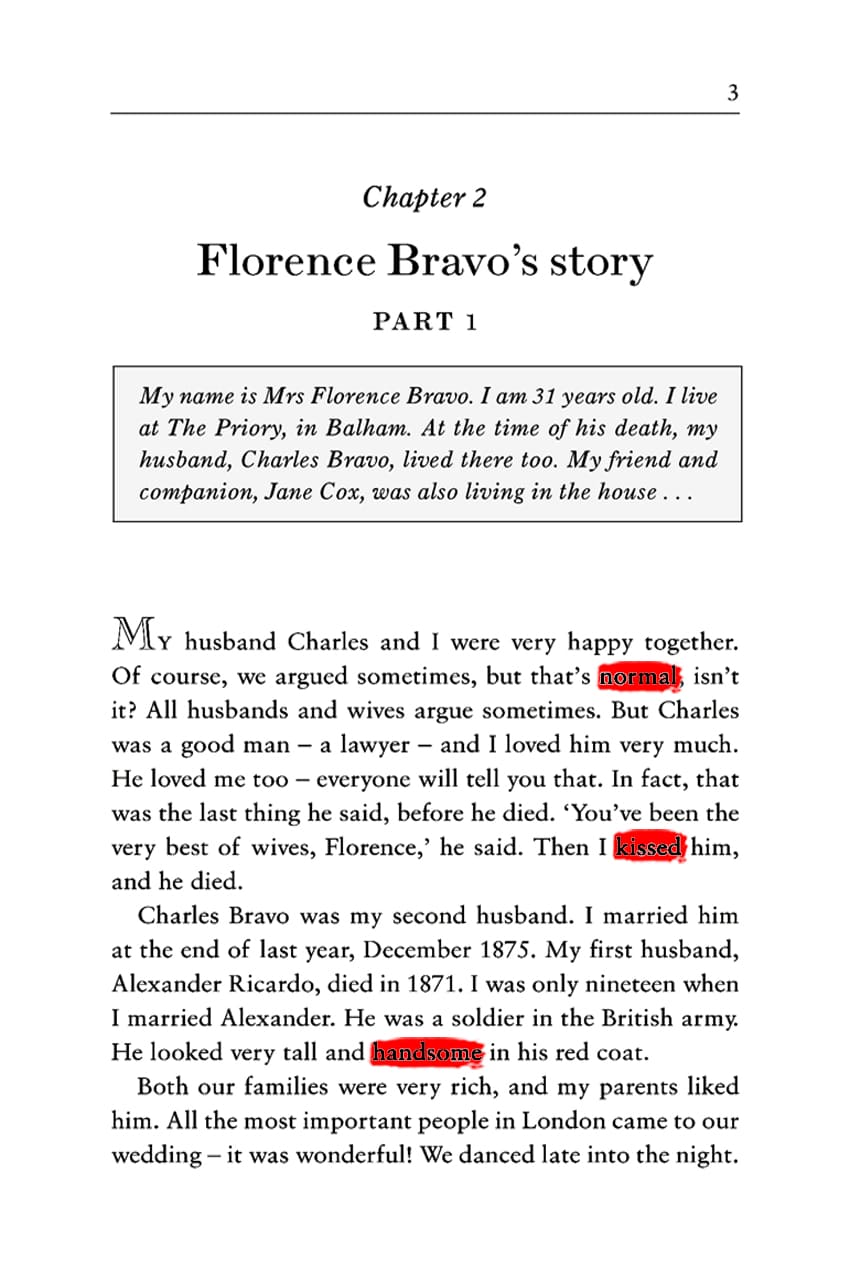 3
Chapter 2
Florence Bravo’s story
PART 1
My name is Mrs Florence Bravo. I am 31 years old. I live
at The Priory, in Balham. At the time of his death, my
husband, Charles Bravo, lived there too. My friend and
companion, Jane Cox, was also living in the house . . .
My husband Charles and I were very happy together.
Of course, we argued sometimes, but that’s normal, isn’t
it? All husbands and wives argue sometimes. But Charles
was a good man – a lawyer – and I loved him very much.
He loved me too – everyone will tell you that. In fact, that
was the last thing he said, before he died. ‘You’ve been the
very best of wives, Florence,’ he said. Then I kissed him,
and he died.
Charles Bravo was my second husband. I married him
at the end of last year, December 1875. My first husband,
Alexander Ricardo, died in 1871. I was only nineteen when
I married Alexander. He was a soldier in the British army.
He looked very tall and handsome in his red coat.
Both our families were very rich, and my parents liked
him. All the most important people in London came to our
wedding – it was wonderful! We danced late into the night.